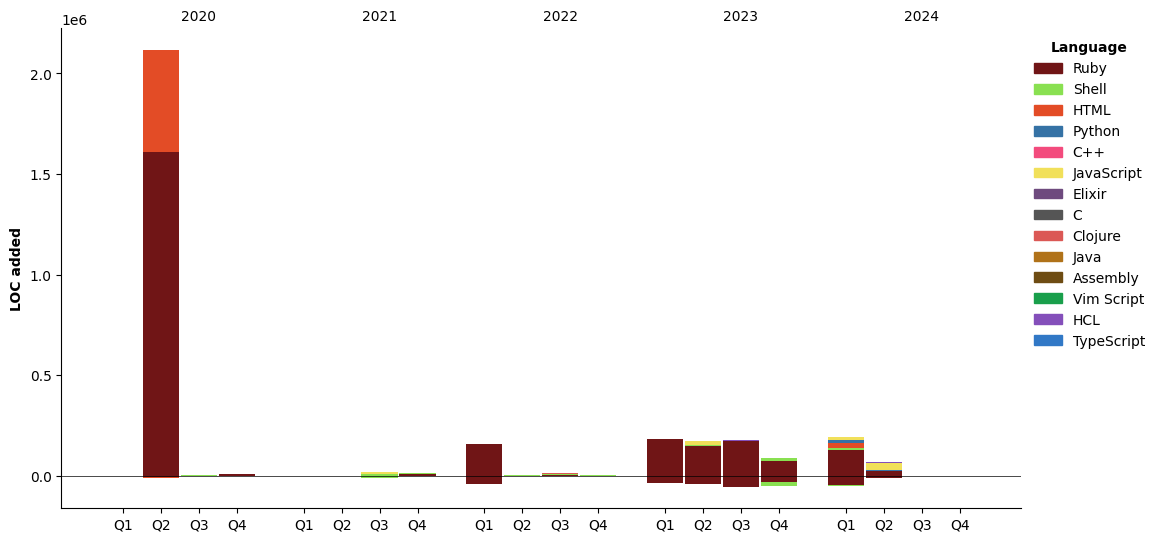 1e6
2020 2021 2022 2023 2024
LOC added
2.0
1.5
1.0
0.5
0.0
Q1 Q2 Q3 Q4 Q1 Q2 Q3 Q4 Q1 Q2 Q3 Q4 Q1 Q2 Q3 Q4 Q1 Q2 Q3 Q4
Language
Ruby
Shell
HTML
Python
C++
JavaScript
Elixir
C
Clojure
Java
Assembly
Vim Script
HCL
TypeScript